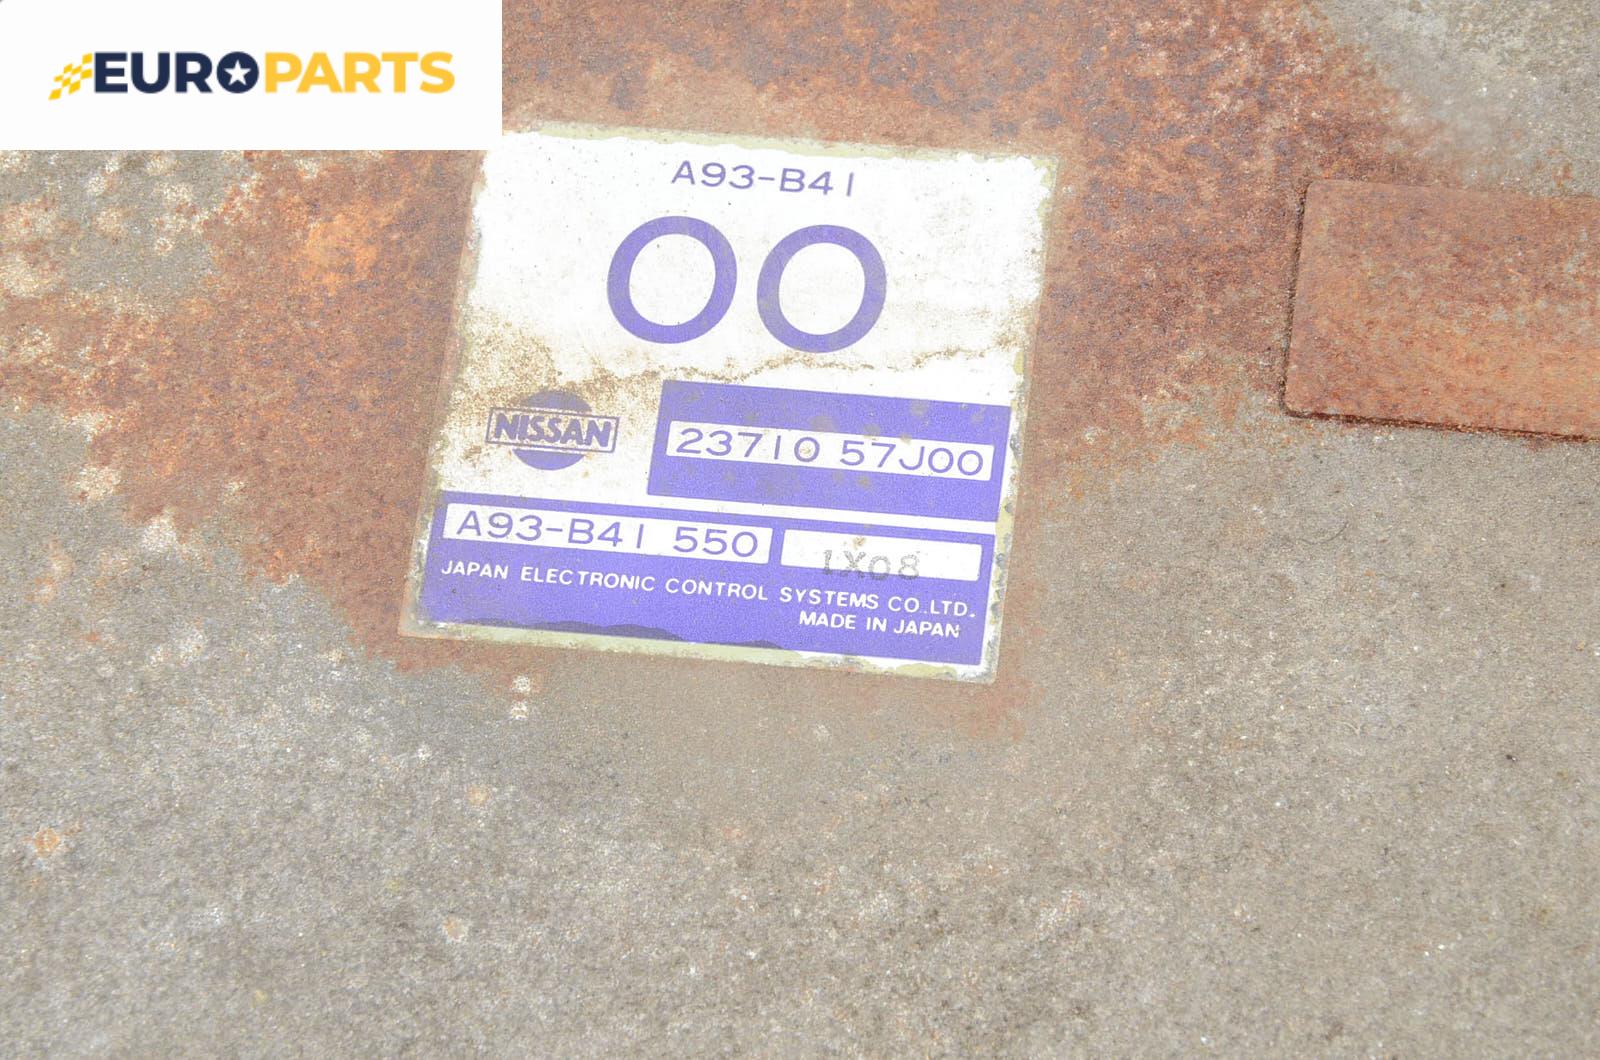 EUROPARTS
A93-B41
00
NISSAN
23710 57J00
A93-B41 550
1X08
JAPAN ELECTRONIC CONTROL SYSTEMS CO.,LTD.
MADE IN JAPAN